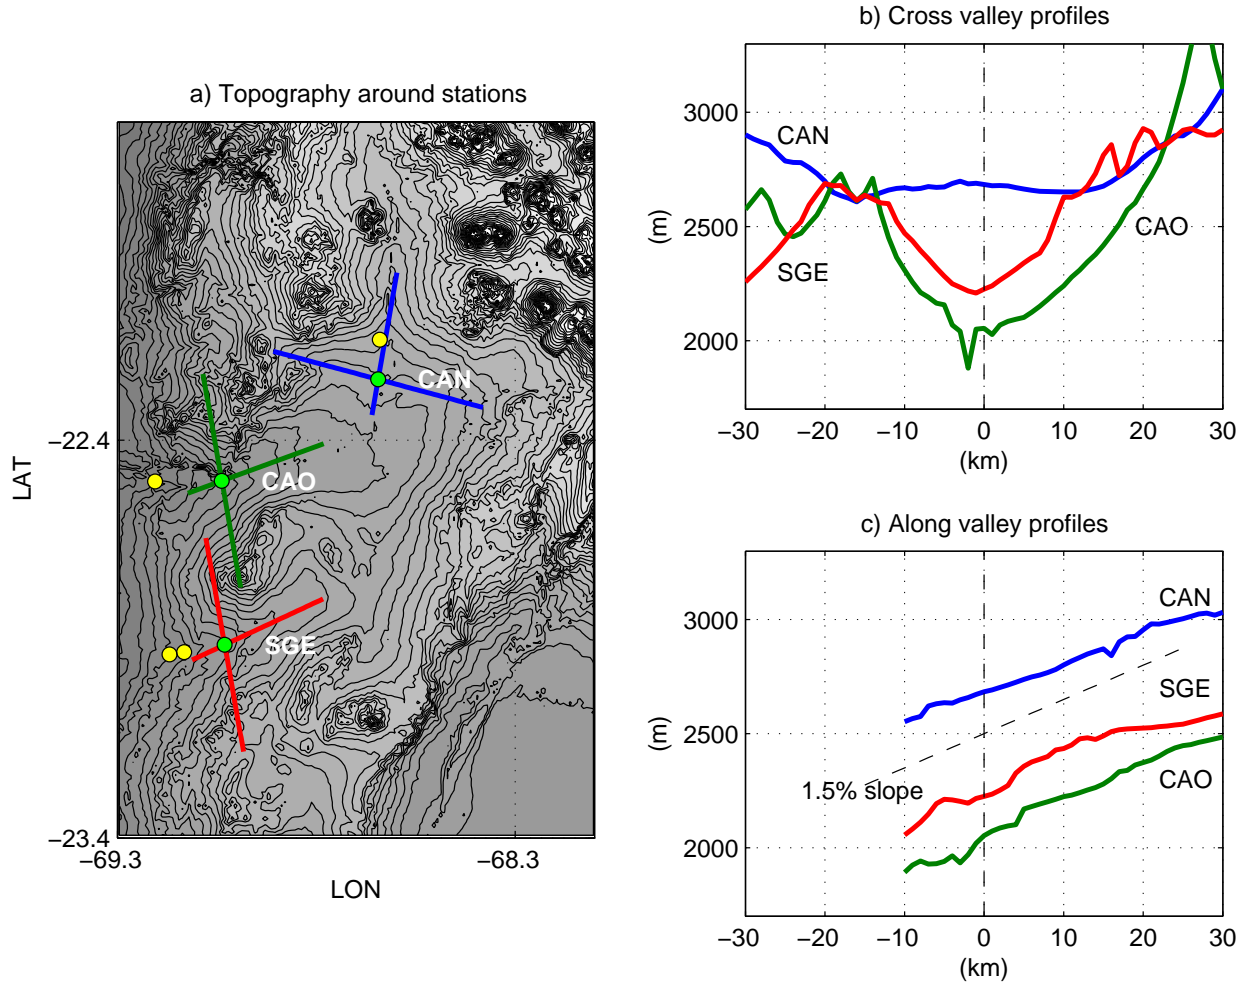 a) Topography around stations
LAT
−22.4
−23.4
−69.3
−68.3
LON
CAN
CAO
SGE
b) Cross valley profiles
(m)
3000
2500
2000
CAN
SGE
CAO
−30 −20 −10 0 10 20 30
(km)
c) Along valley profiles
(m)
3000
2500
2000
CAN
SGE
CAO
1.5% slope
−30 −20 −10 0 10 20 30
(km)